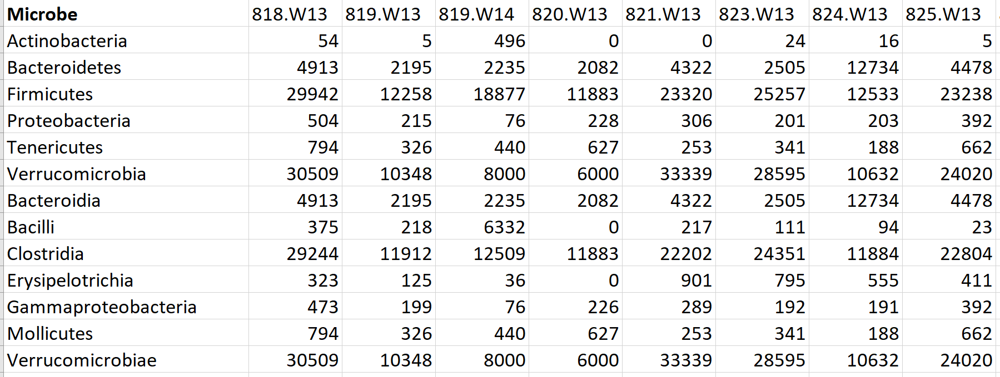 Microbe 818.W13 819.W13 819.W14 820.W13 821.W13 823.W13 824.W13 825.W13
Actinobacteria 54 5 496 0 0 24 16 5
Bacteroidetes 4913 2195 2235 2082 4322 2505 12734 4478
Firmicutes 29942 12258 18877 11883 23320 25257 12533 23238
Proteobacteria 504 215 76 228 306 201 203 392
Tenericutes 794 326 440 627 253 341 188 662
Verrucomicrobia 30509 10348 8000 6000 33339 28595 10632 24020
Bacteroidia 4913 2195 2235 2082 4322 2505 12734 4478
Bacilli 375 218 6332 0 217 111 94 23
Clostridia 29244 11912 12509 11883 22202 24351 11884 22804
Erysipelotrichia 323 125 36 0 901 795 555 411
Gammaproteobacteria 473 199 76 226 289 192 191 392
Mollicutes 794 326 440 627 253 341 188 662
Verrucomicrobiae 30509 10348 8000 6000 33339 28595 10632 24020